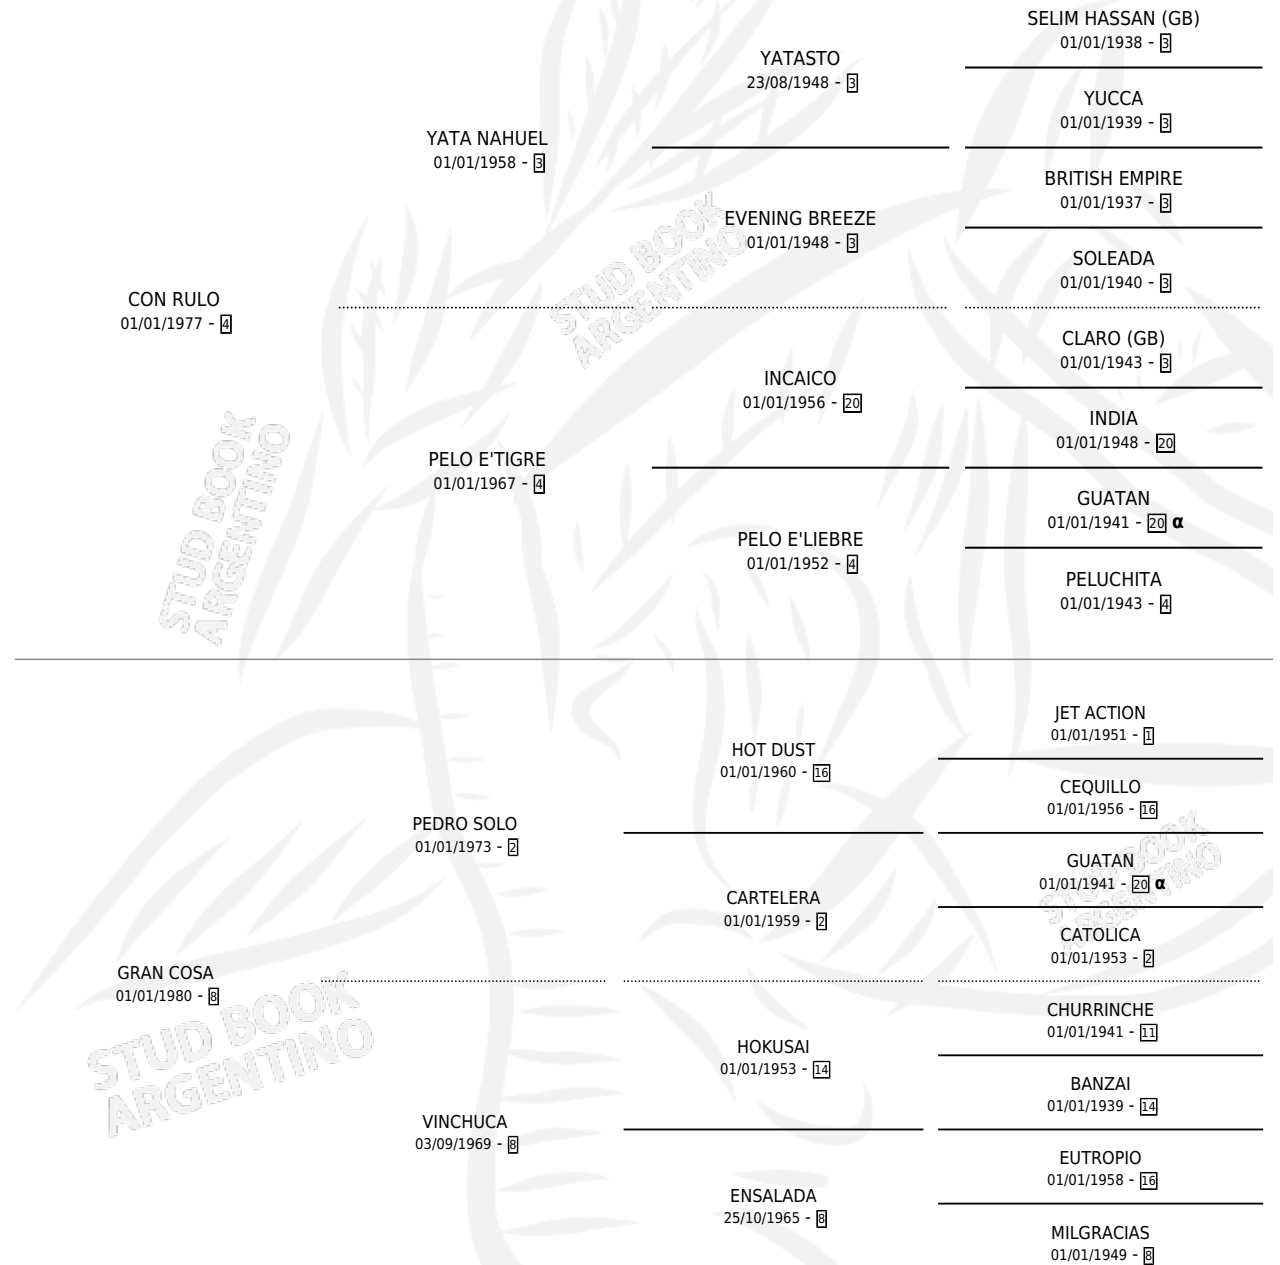 SELIM HASSAN (GB)
01/01/1938 - 3
YATASTO
23/08/1948 - 3
YUCCA
01/01/1939 - 3
YATA NAHUEL
01/01/1958 - 3
BRITISH EMPIRE
01/01/1937 - 3
EVENING BREEZE
01/01/1948 - 3
SOLEADA
01/01/1940 - 3
CON RULO
01/01/1977 - 4
CLARO (GB)
01/01/1943 - 3
INCAICO
01/01/1956 - 20
INDIA
01/01/1948 - 20
PELO E'TIGRE
01/01/1967 - 4
GUATAN
01/01/1941 - 20 α
PELO E'LIEBRE
01/01/1952 - 4
PELUCHITA
01/01/1943 - 4
JET ACTION
01/01/1951 - 1
HOT DUST
01/01/1960 - 16
CEQUILLO
01/01/1956 - 16
PEDRO SOLO
01/01/1973 - 2
GUATAN
01/01/1941 - 20 α
CARTELERA
01/01/1959 - 2
CATOLICA
01/01/1953 - 2
GRAN COSA
01/01/1980 - 8
CHURRINCHE
01/01/1941 - 11
HOKUSAI
01/01/1953 - 14
BANZAI
01/01/1939 - 14
VINCHUCA
03/09/1969 - 8
EUTROPIO
01/01/1958 - 16
ENSALADA
25/10/1965 - 8
MILGRACIAS
01/01/1949 - 8
STUD BOOK
ARGENTINO
STUD BOOK
ARGENTINO
STUD BOOK
ARGENTINO
STUD BOOK
ARGENTINO